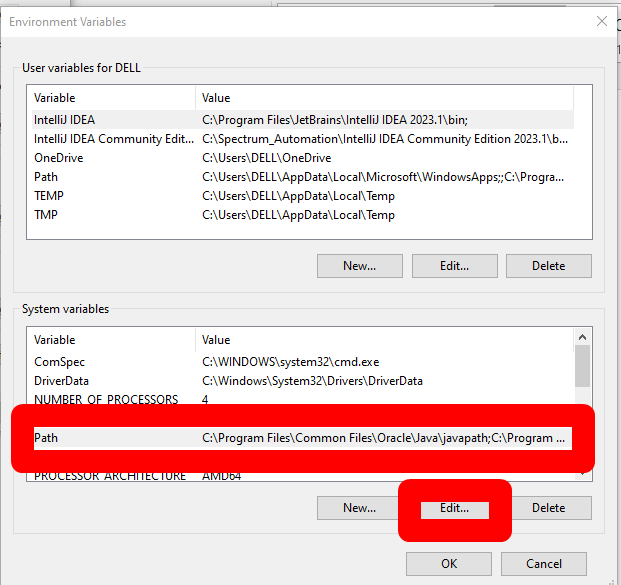 Environment Variables
User variables for DELL
Variable Value
IntelliJ IDEA C:\Program Files\JetBrains\IntelliJ IDEA 2023.1\bin;
IntelliJ IDEA Community Edit... C:\Spectrum_Automation\IntelliJ IDEA Community Edition 2023.1\b...
OneDrive C:\Users\DELL\OneDrive
Path C:\Users\DELL\AppData\Local\Microsoft\WindowsApps;;C:\Progra...
TEMP C:\Users\DELL\AppData\Local\Temp
TMP C:\Users\DELL\AppData\Local\Temp
New... Edit... Delete
System variables
Variable Value
ComSpec C:\WINDOWS\system32\cmd.exe
DriverData C:\Windows\System32\Drivers\DriverData
NUMBER_OF_PROCESSORS 4
Path C:\Program Files\Common Files\Oracle\Java\javapath;C:\Program ...
PROCESSOR_ARCHITECTURE AMD64
New... Edit... Delete
OK Cancel